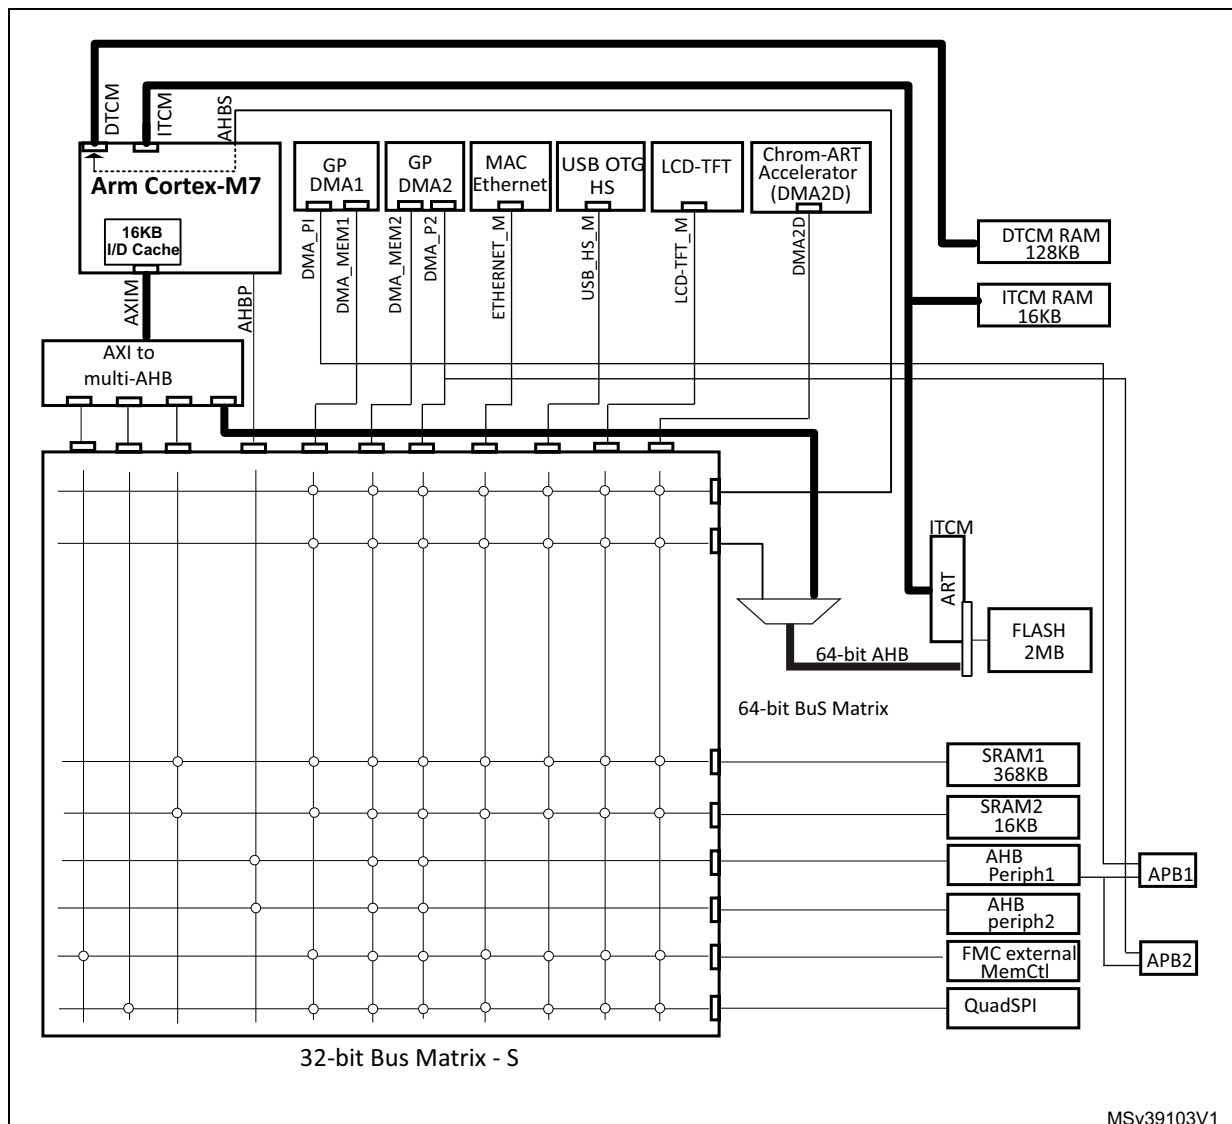 DTCM
ITCM
AHBS
Arm Cortex-M7
16KB
I/D Cache
AXIM
AHBP
GP
DMA1
GP
DMA2
MAC
Ethernet
USB OTG
HS
LCD-TFT
Chrom-ART
Accelerator
(DMA2D)
DMA_PI
DMA_MEM1
DMA_MEM2
DMA_P2
ETHERNET_M
USB_HS_M
LCD-TFT_M
DMA2D
DTCM RAM
128KB
ITCM RAM
16KB
AXI to
multi-AHB
ITCM
ART
FLASH
2MB
64-bit AHB
64-bit BuS Matrix
SRAM1
368KB
SRAM2
16KB
AHB
Periph1
APB1
AHB
periph2
FMC external
MemCtl
APB2
QuadSPI
32-bit Bus Matrix - S
MSv39103V1